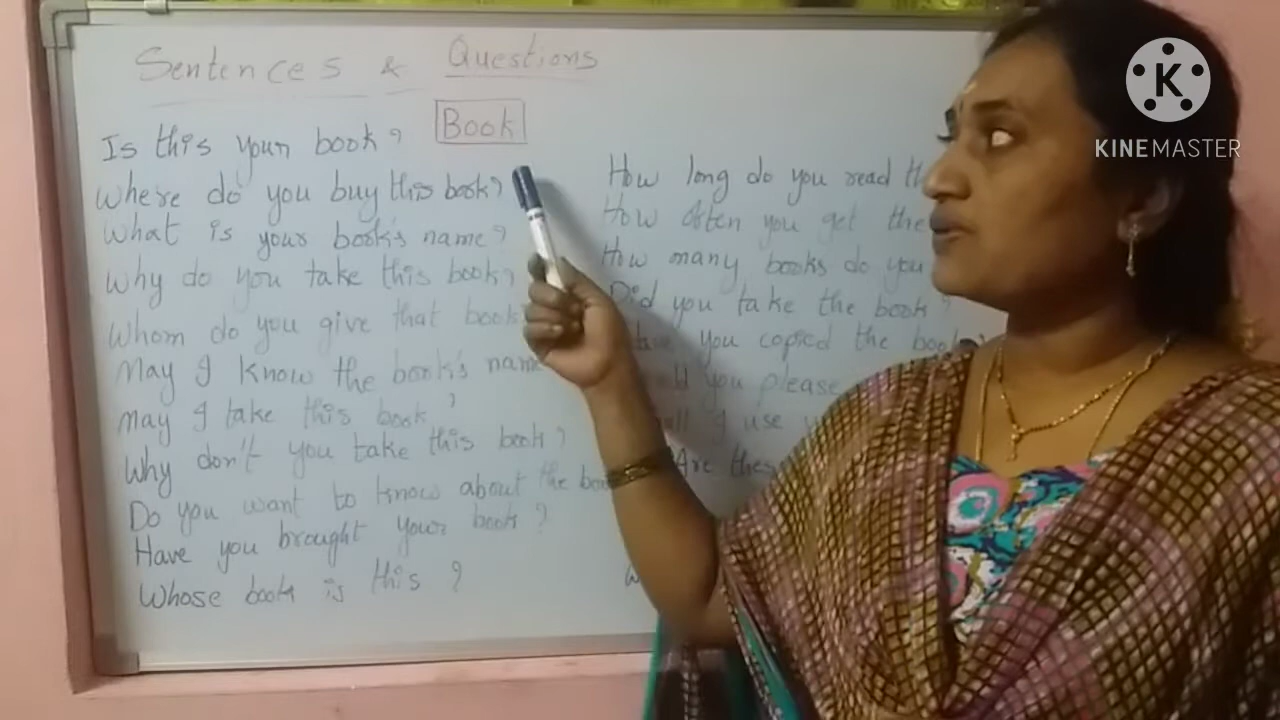 Sentences & Questions
Book
Is this your book?
Where do you buy this book?
What is your book's name?
Why do you take this book?
Whom do you give that book
May I know the book's name
May I take this book?
Why don't you take this book?
Do you want to know about the
Have you brought your book?
Whose book is this?
How long do you read
How often you get the
How many books do you
Did you take the book?
you copied the book?
you please
I use
Are
K
KINEMASTER